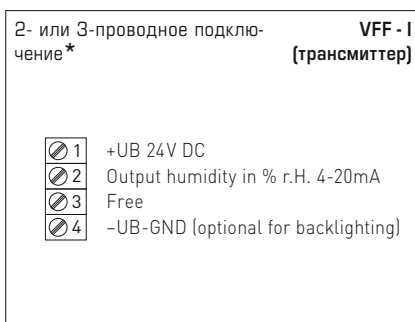 2- или 3-проводное подклю-
чение*
VFF - I
(трансмиттер)
1 +UB 24V DC
2 Output humidity in % r.H. 4-20mA
3 Free
4 –UB-GND (optional for backlighting)